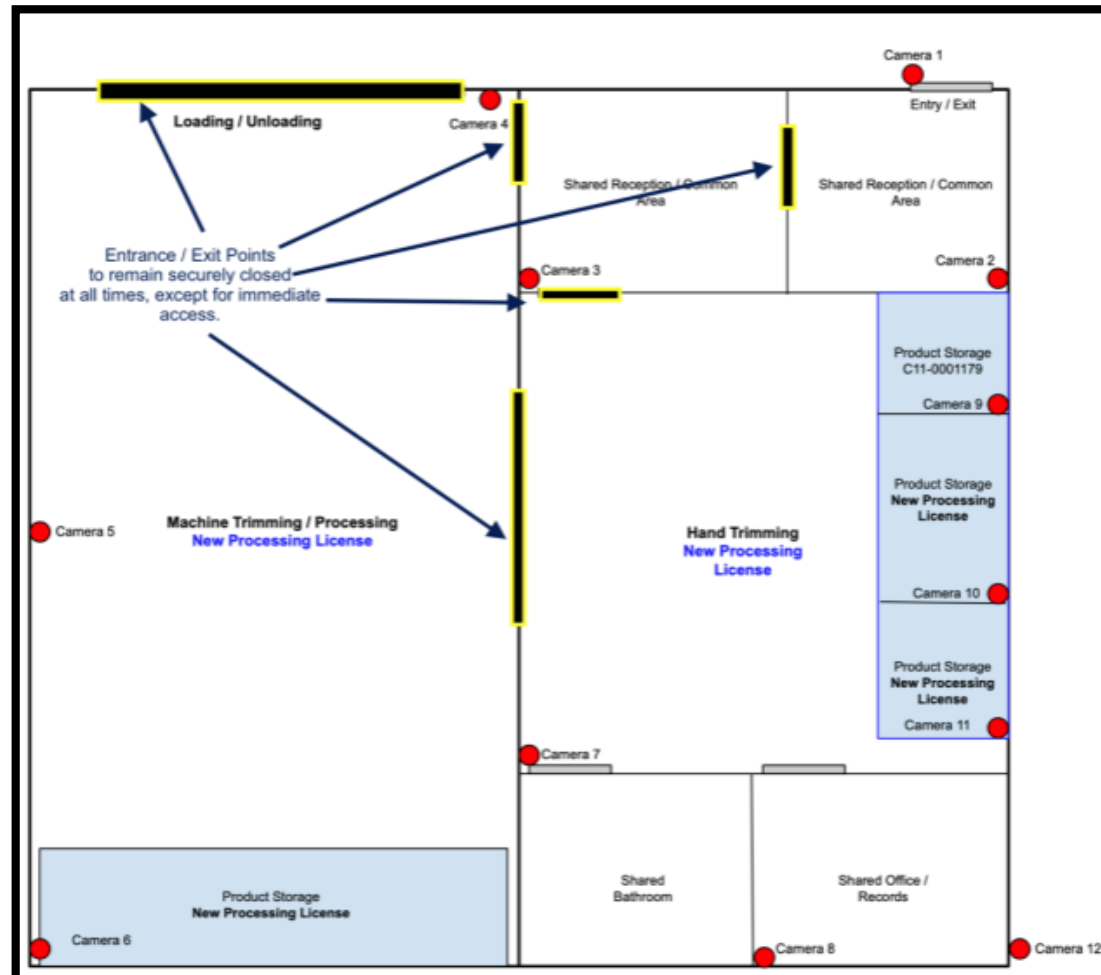 Camera 1
Entry / Exit
Loading / Unloading
Camera 4
Shared Reception / Common
Area
Shared Reception / Common
Area
Entrance / Exit Points
to remain securely closed
at all times, except for immediate
access.
Camera 3
Camera 2
Product Storage
C11-0001179
Camera 9
Product Storage
New Processing
License
Camera 5
Machine Trimming / Processing
New Processing License
Hand Trimming
New Processing
License
Camera 10
Product Storage
New Processing
License
Camera 11
Camera 7
Shared
Bathroom
Shared Office /
Records
Product Storage
New Processing License
Camera 6
Camera 8
Camera 12